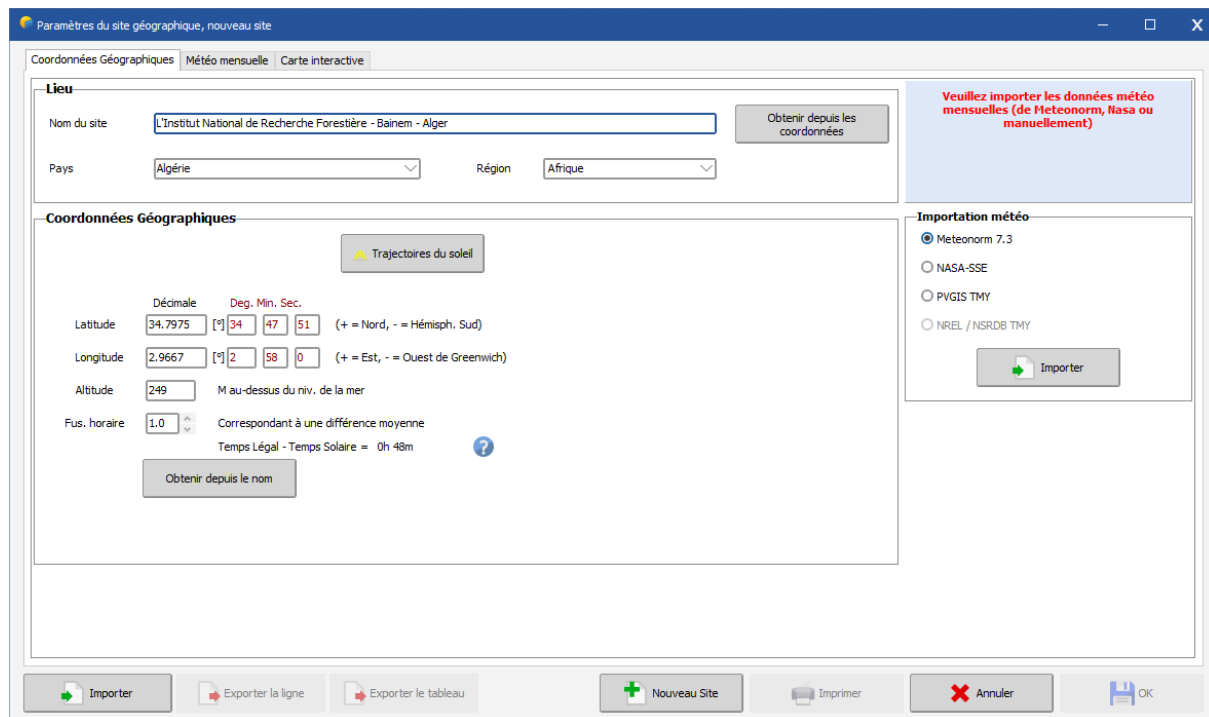 Paramètres du site géographique, nouveau site
Coordonnées Géographiques Météo mensuelle Carte interactive
Lieu
Nom du site L'Institut National de Recherche Forestière - Bainem - Alger
Obtenir depuis les coordonnées
Pays Algérie Région Afrique
Veuillez importer les données météo mensuelles (de Meteonorm, Nasa ou manuellement)
Coordonnées Géographiques
Trajectoires du soleil
Décimale Deg. Min. Sec.
Latitude 34.7975 [°] 34 47 51 (+ = Nord, - = Hémisph. Sud)
Longitude 2.9667 [°] 2 58 0 (+ = Est, - = Ouest de Greenwich)
Altitude 249 M au-dessus du niv. de la mer
Fus. horaire 1.0 Correspondant à une différence moyenne
Temps Légal - Temps Solaire = 0h 48m ?
Obtenir depuis le nom
Importation météo
Meteonorm 7.3
NASA-SSE
PVGIS TMY
NREL / NSRDB TMY
Importer
Importer Exporter la ligne Exporter le tableau Nouveau Site Imprimer Annuler OK